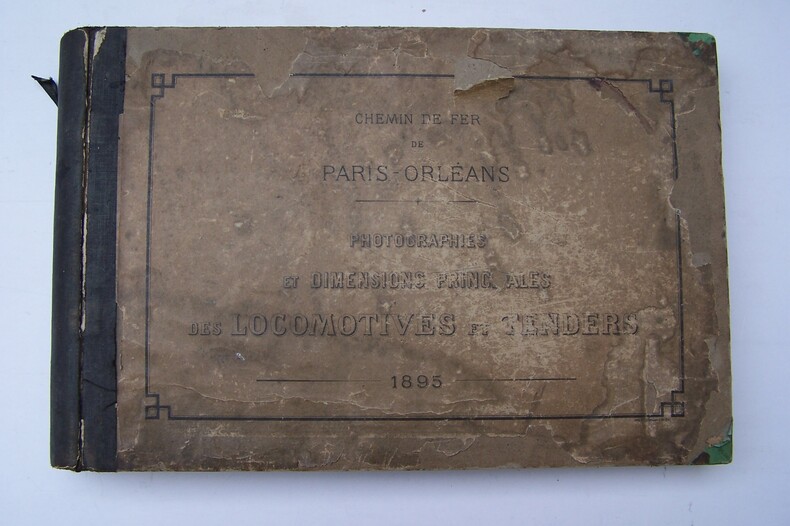 CHEMIN DE FER
DE
PARIS-ORLÉANS
PHOTOGRAPHIES
ET DIMENSIONS PRINCIPALES
DES LOCOMOTIVES ET TENDERS
1895